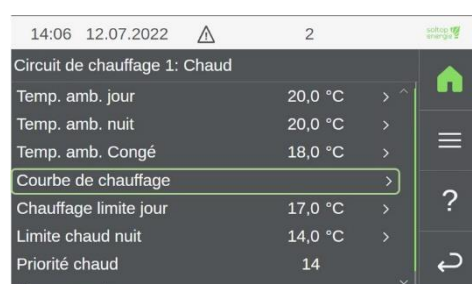 14:06 12.07.2022 2 soltop energie
Circuit de chauffage 1: Chaud
Temp. amb. jour 20,0 °C >
Temp. amb. nuit 20,0 °C >
Temp. amb. Congé 18,0 °C >
Courbe de chauffage >
Chauffage limite jour 17,0 °C >
Limite chaud nuit 14,0 °C >
Priorité chaud 14
?